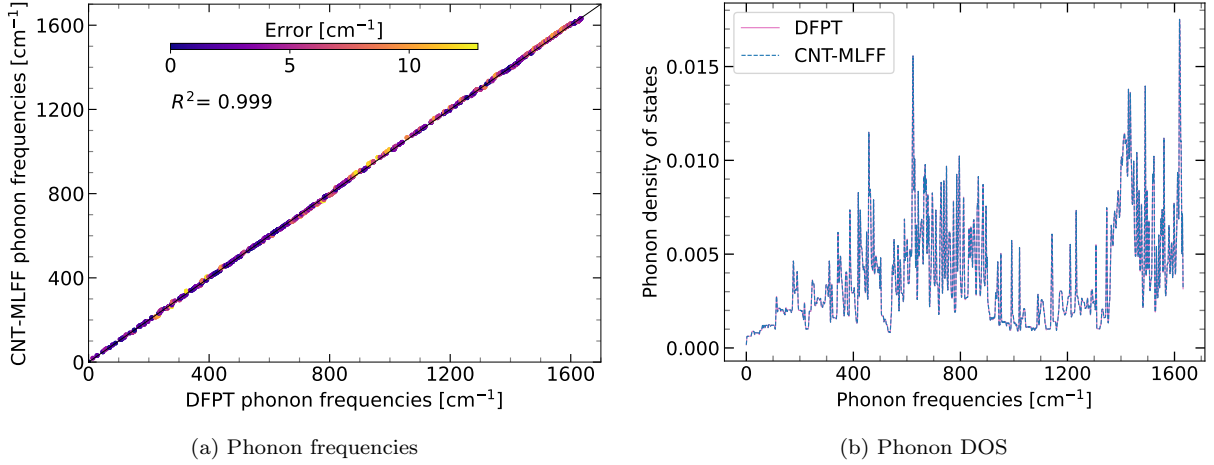 CNT-MLFF phonon frequencies [cm⁻¹]
1600
1200
800
400
0
Error [cm⁻¹]
0 5 10
R²= 0.999
0 400 800 1200 1600
DFPT phonon frequencies [cm⁻¹]
(a) Phonon frequencies
Phonon density of states
0.015
0.010
0.005
0.000
DFPT
CNT-MLFF
0 400 800 1200 1600
Phonon frequencies [cm⁻¹]
(b) Phonon DOS